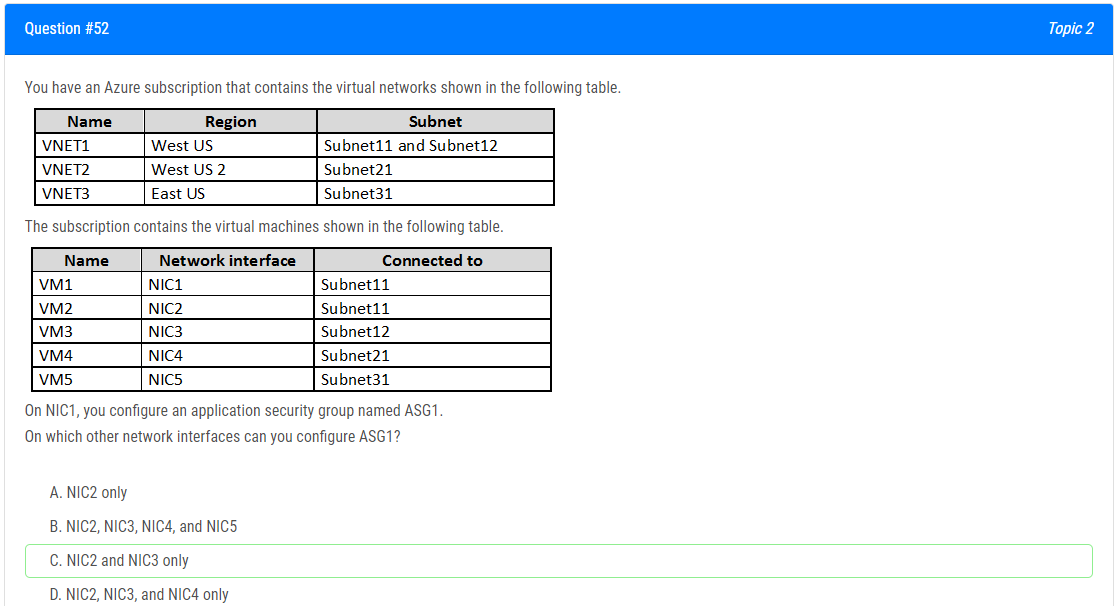 Question #52 Topic 2
You have an Azure subscription that contains the virtual networks shown in the following table.
Name Region Subnet
VNET1 West US Subnet11 and Subnet12
VNET2 West US 2 Subnet21
VNET3 East US Subnet31
The subscription contains the virtual machines shown in the following table.
Name Network interface Connected to
VM1 NIC1 Subnet11
VM2 NIC2 Subnet11
VM3 NIC3 Subnet12
VM4 NIC4 Subnet21
VM5 NIC5 Subnet31
On NIC1, you configure an application security group named ASG1.
On which other network interfaces can you configure ASG1?
A. NIC2 only
B. NIC2, NIC3, NIC4, and NIC5
C. NIC2 and NIC3 only
D. NIC2, NIC3, and NIC4 only